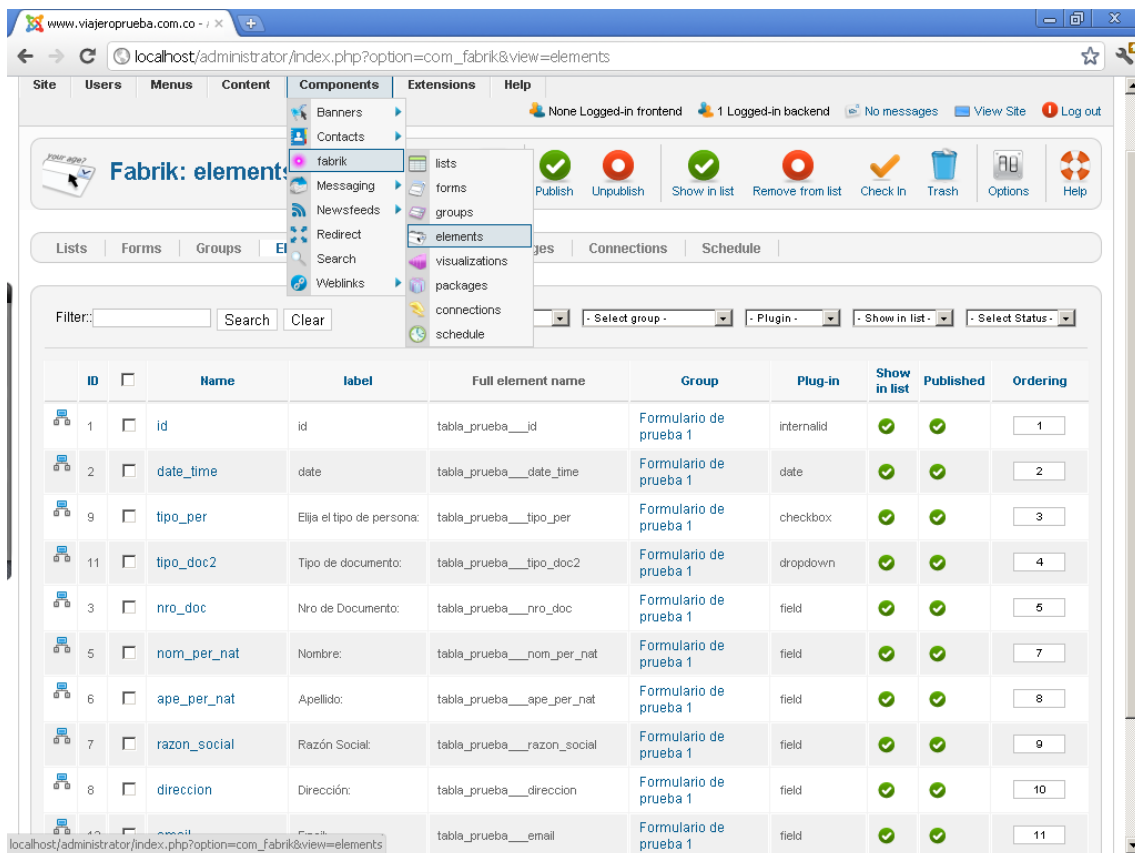 www.viajeroprueba.com.co - A
localhost/administrator/index.php?option=com_fabrik&view=elements
Site Users Menus Content Components Extensions Help
None Logged-in frontend 1 Logged-in backend No messages View Site Log out
Banners
Contacts
fabrik
Messaging
Newsfeeds
Redirect
Search
Weblinks
lists
forms
groups
elements
visualizations
packages
connections
schedule
your age?
Fabrik: elements
Publish Unpublish Show in list Remove from list Check In Trash Options Help
Lists Forms Groups El ges Connections Schedule
Filter:: Search Clear - Select group - - Plugin - - Show in list - - Select Status -
ID Name label Full element name Group Plug-in Show in list Published Ordering
1 id id tabla_prueba___id Formulario de prueba 1 internalid 1
2 date_time date tabla_prueba___date_time Formulario de prueba 1 date 2
9 tipo_per Elija el tipo de persona: tabla_prueba___tipo_per Formulario de prueba 1 checkbox 3
11 tipo_doc2 Tipo de documento: tabla_prueba___tipo_doc2 Formulario de prueba 1 dropdown 4
3 nro_doc Nro de Documento: tabla_prueba___nro_doc Formulario de prueba 1 field 5
5 nom_per_nat Nombre: tabla_prueba___nom_per_nat Formulario de prueba 1 field 7
6 ape_per_nat Apellido: tabla_prueba___ape_per_nat Formulario de prueba 1 field 8
7 razon_social Razón Social: tabla_prueba___razon_social Formulario de prueba 1 field 9
8 direccion Dirección: tabla_prueba___direccion Formulario de prueba 1 field 10
tabla_prueba___email Formulario de prueba 1 field 11
localhost/administrator/index.php?option=com_fabrik&view=elements